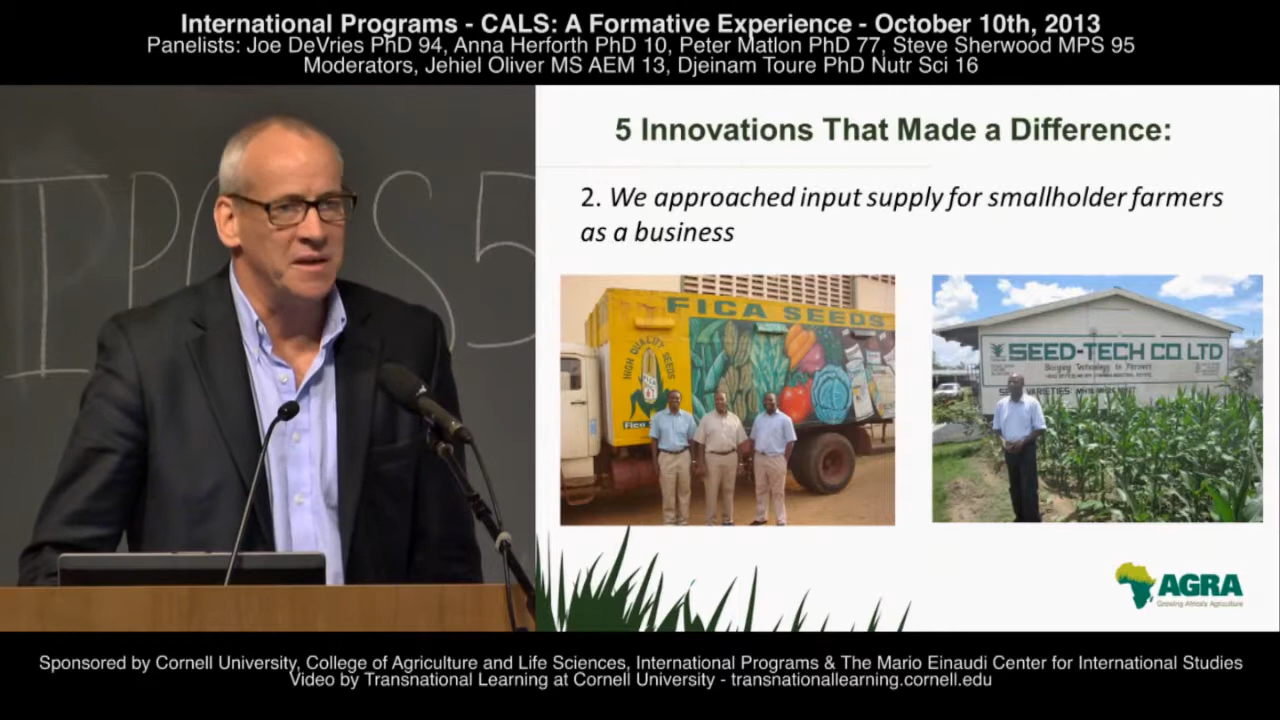 International Programs - CALS: A Formative Experience - October 10th, 2013
Panelists: Joe DeVries PhD 94, Anna Herforth PhD 10, Peter Matlon PhD 77, Steve Sherwood MPS 95
Moderators, Jehiel Oliver MS AEM 13, Djeinam Toure PhD Nutr Sci 16
5 Innovations That Made a Difference:
2. We approached input supply for smallholder farmers
as a business
FICA SEEDS
HIGH QUALITY SEEDS
FICA
SEED-TECH CO LTD
AGRA
Growing Africa's Agriculture
Sponsored by Cornell University, College of Agriculture and Life Sciences, International Programs & The Mario Einaudi Center for International Studies
Video by Transnational Learning at Cornell University - transnationallearning.cornell.edu